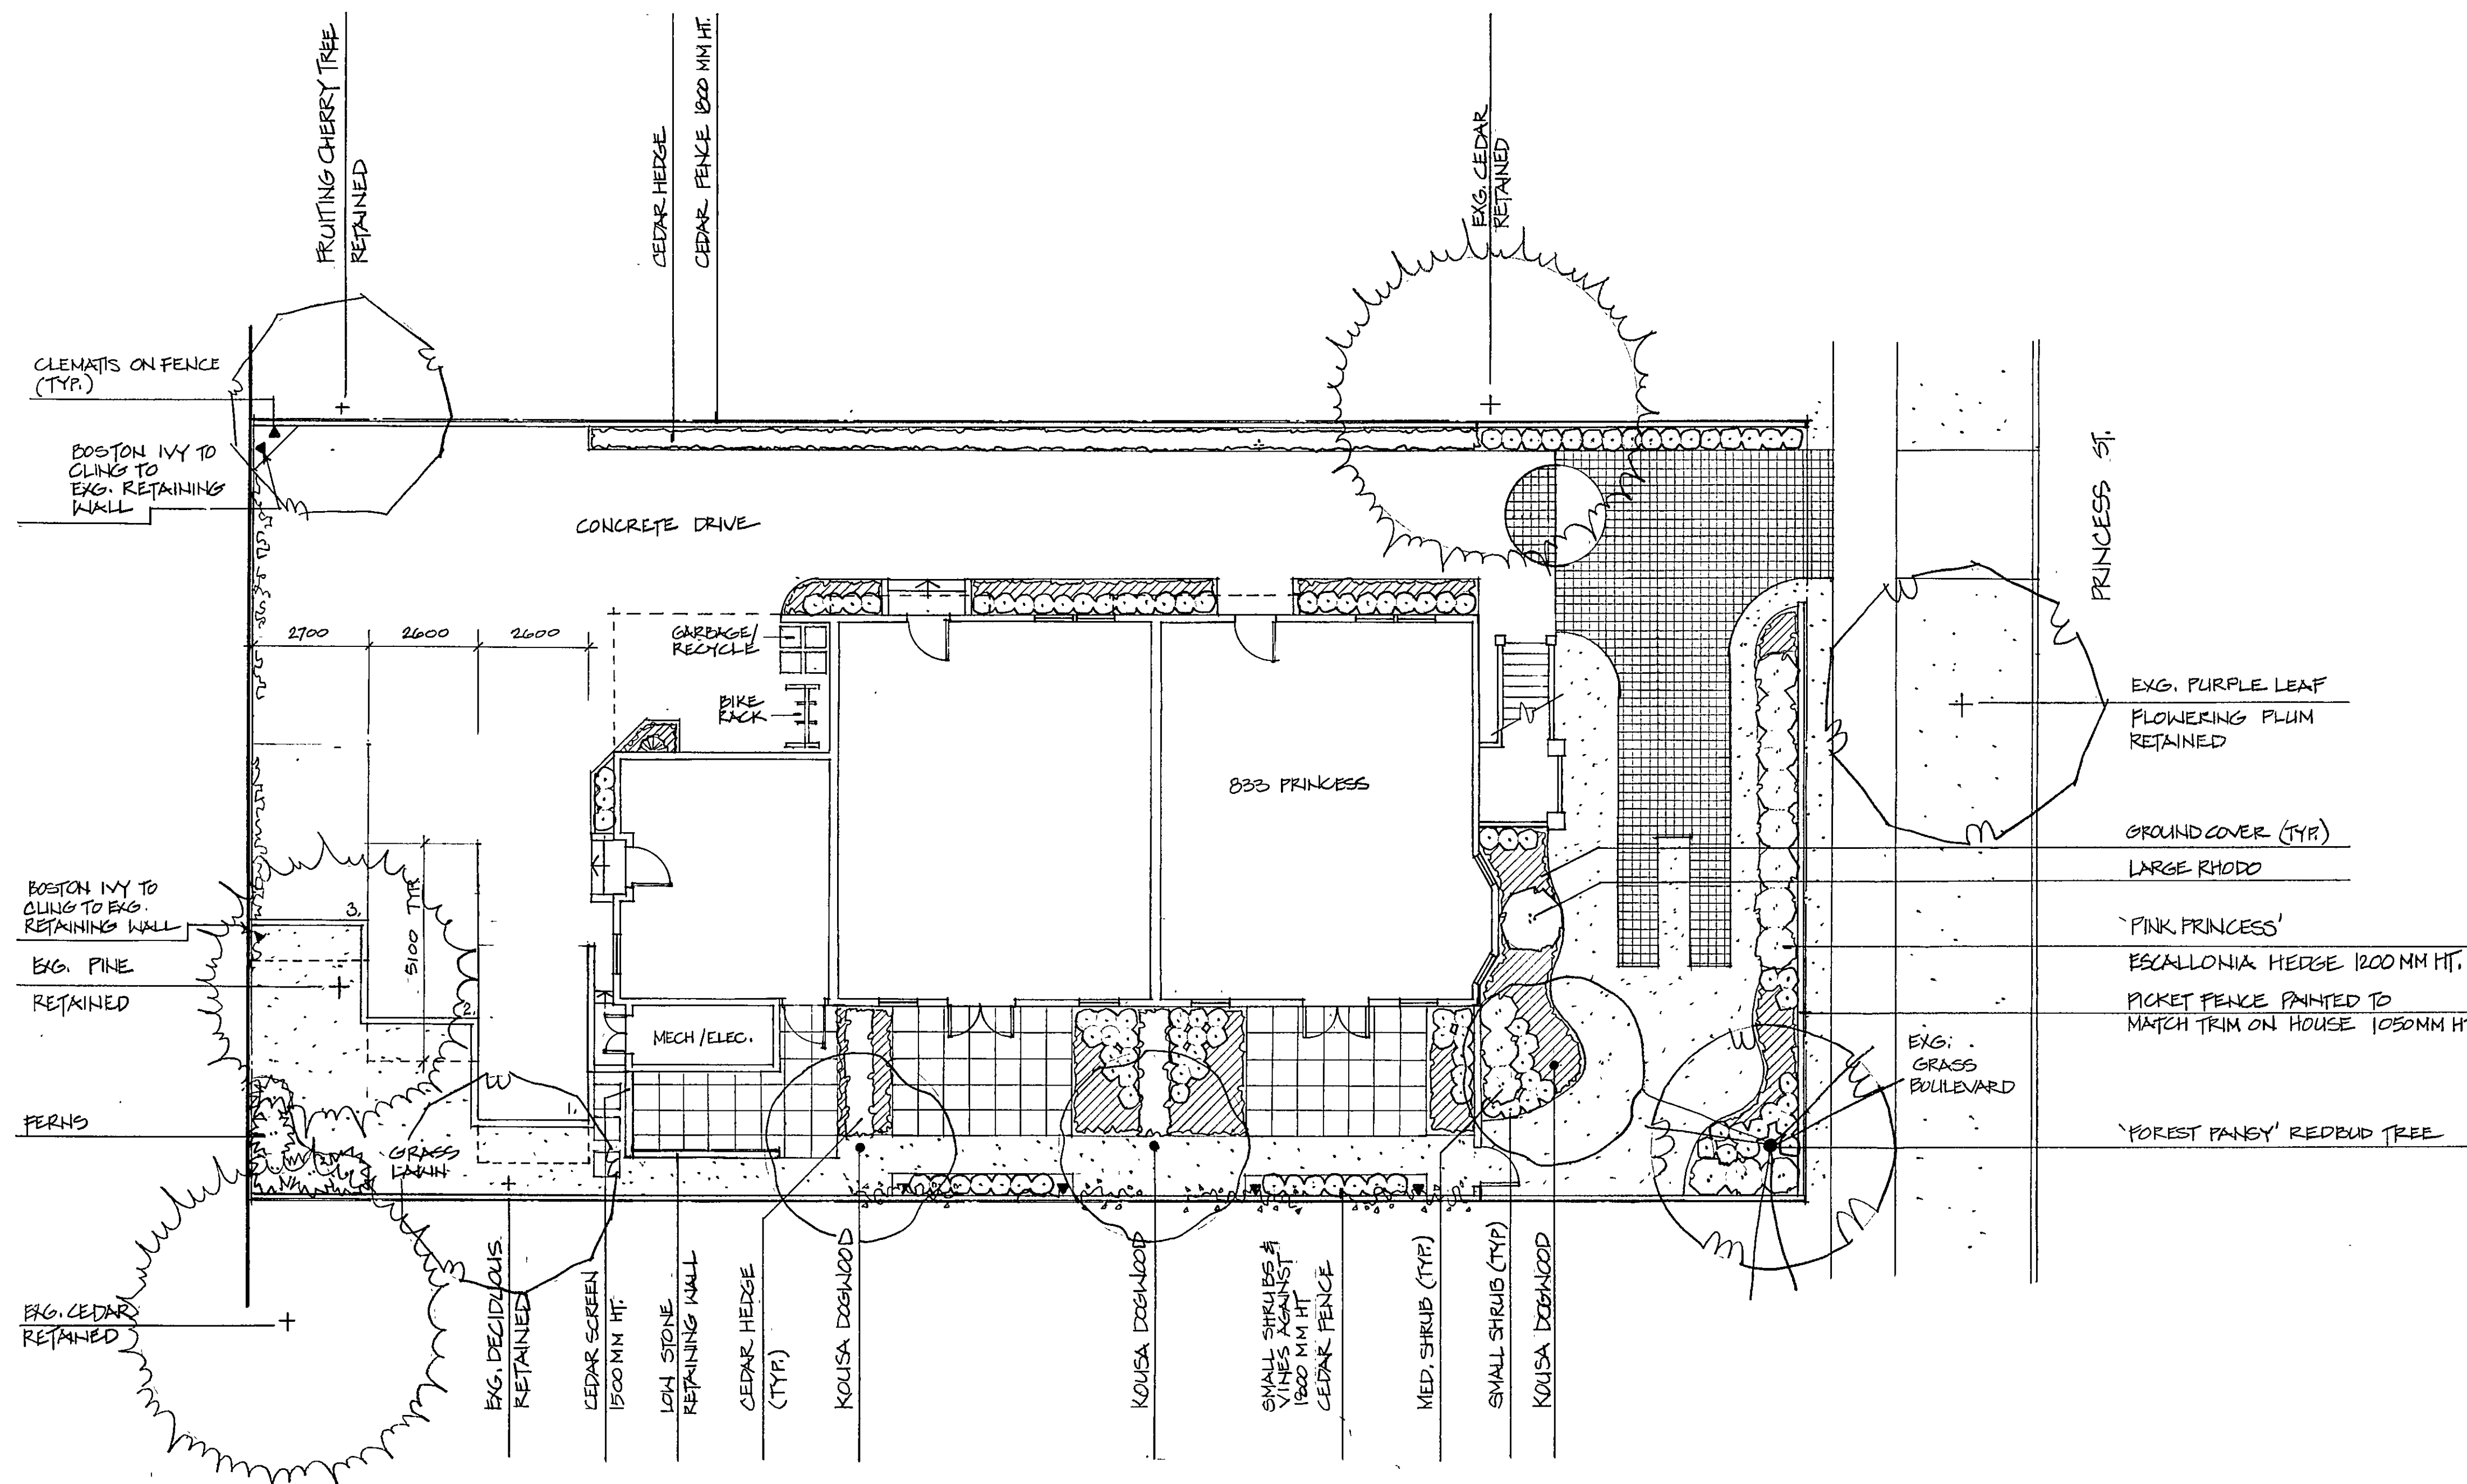 FRUITING CHERRY TREE
RETAINED
CEDAR HEDGE
CEDAR FENCE 1800 MM HT.
EXG. CEDAR
RETAINED
CLEMATIS ON FENCE
(TYP.)
BOSTON IVY TO
CLING TO
EXG. RETAINING
WALL
CONCRETE DRIVE
PRINCESS ST.
2700
2600
2600
GARBAGE/
RECYCLE
BIKE
RACK
833 PRINCESS
EXG. PURPLE LEAF
FLOWERING PLUM
RETAINED
GROUND COVER (TYP.)
LARGE RHODO
'PINK PRINCESS'
ESCALLONIA HEDGE 1200 MM HT.
PICKET FENCE PAINTED TO
MATCH TRIM ON HOUSE 1050MM H
EXG.
GRASS
BOULEVARD
'FOREST PANSY' REDBUD TREE
BOSTON IVY TO
CLING TO EXG.
RETAINING WALL
EXG. PINE
RETAINED
3.
5100 TYP.
2.
1.
MECH/ELEC.
FERNS
GRASS
LAWN
EXG. CEDAR
RETAINED
EXG. DECIDUOUS
RETAINED
CEDAR SCREEN
1500 MM HT.
LOW STONE
RETAINING WALL
CEDAR HEDGE
(TYP.)
KOUSA DOGWOOD
KOUSA DOGWOOD
SMALL SHRUBS &
VINES AGAINST
1800 MM HT
CEDAR FENCE
MED. SHRUB (TYP.)
SMALL SHRUB (TYP)
KOUSA DOGWOOD